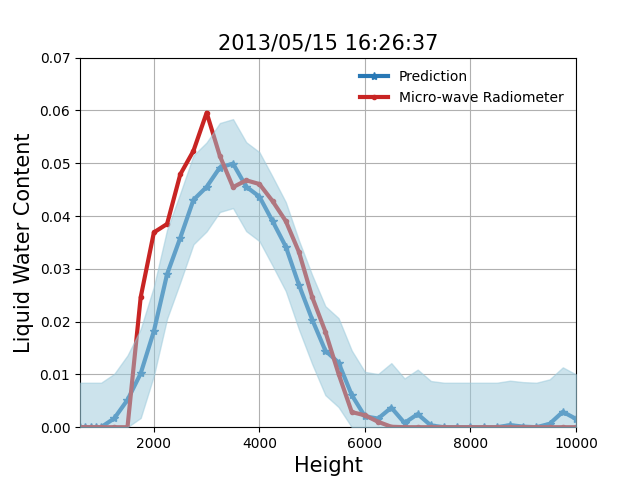 2013/05/15 16:26:37
Prediction
Micro-wave Radiometer
Liquid Water Content
0.07
0.06
0.05
0.04
0.03
0.02
0.01
0.00
2000 4000 6000 8000 10000
Height